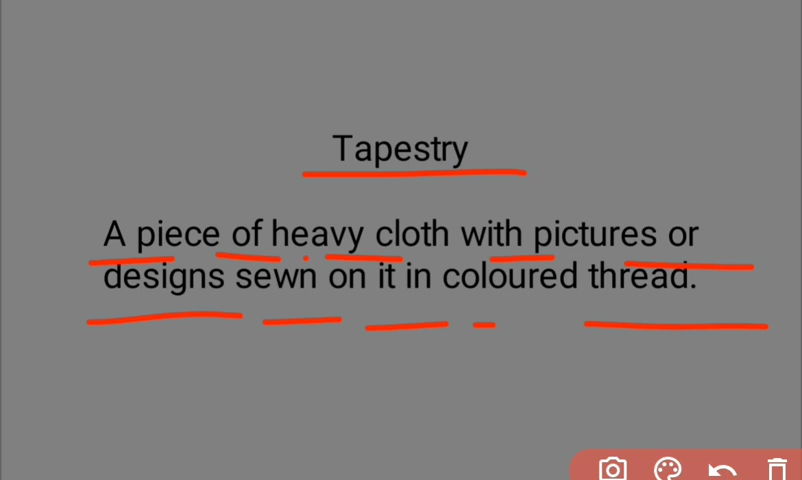 Tapestry
A piece of heavy cloth with pictures or
designs sewn on it in coloured thread.